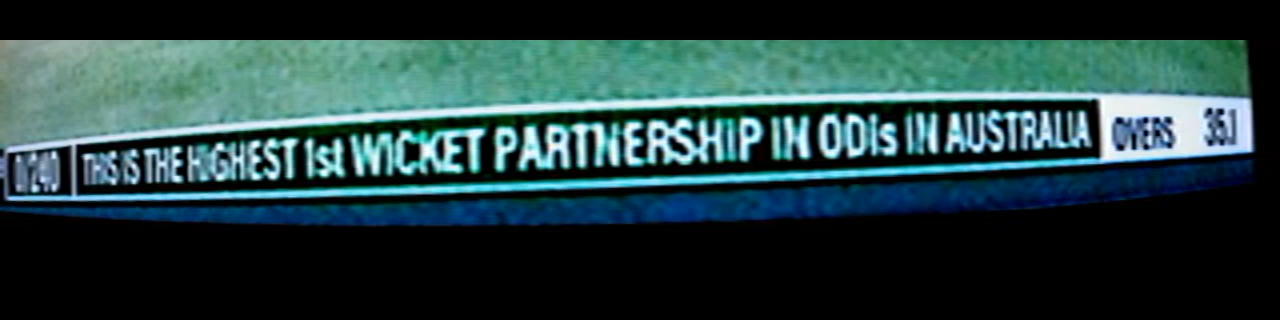 0/240 THIS IS THE HIGHEST 1st WICKET PARTNERSHIP IN ODIs IN AUSTRALIA OVERS 35.1